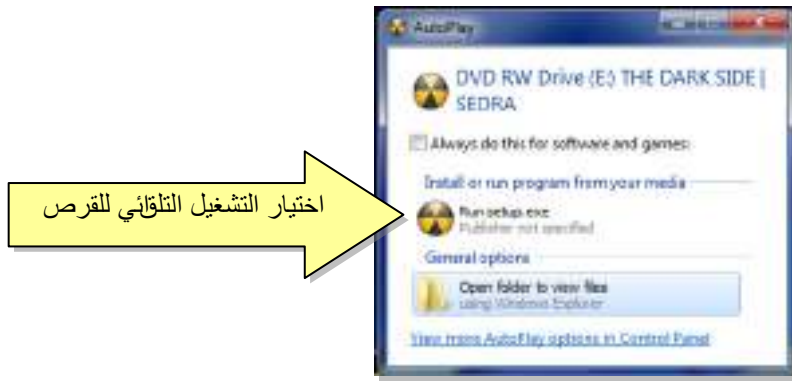 AutoPlay
DVD RW Drive (E:) THE DARK SIDE |
SEDRA
Always do this for software and games:
Install or run program from your media
Run setup.exe
Publisher not specified
General options
Open folder to view files
using Windows Explorer
View more AutoPlay options in Control Panel
اختيار التشغيل التلقائي للقرص